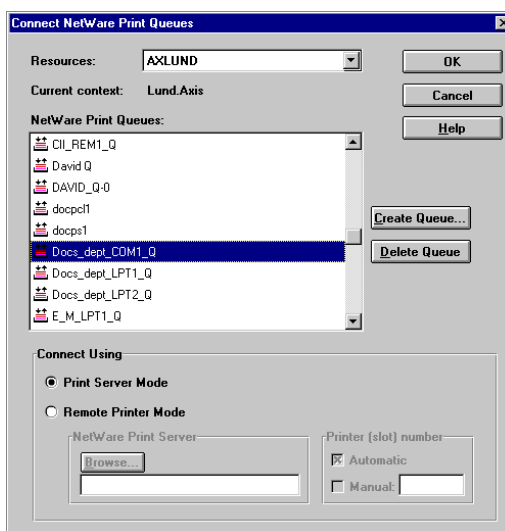 Connect NetWare Print Queues
Resources: AXLUND OK
Current context: Lund.Axis Cancel
NetWare Print Queues: Help
CII_REM1_Q
David Q
DAVID_Q-0
docpcl1
docps1
Create Queue...
Docs_dept_COM1_Q Delete Queue
Docs_dept_LPT1_Q
Docs_dept_LPT2_Q
E_M_LPT1_Q
Connect Using
Print Server Mode
Remote Printer Mode
NetWare Print Server Printer (slot) number
Browse... Automatic
Manual: